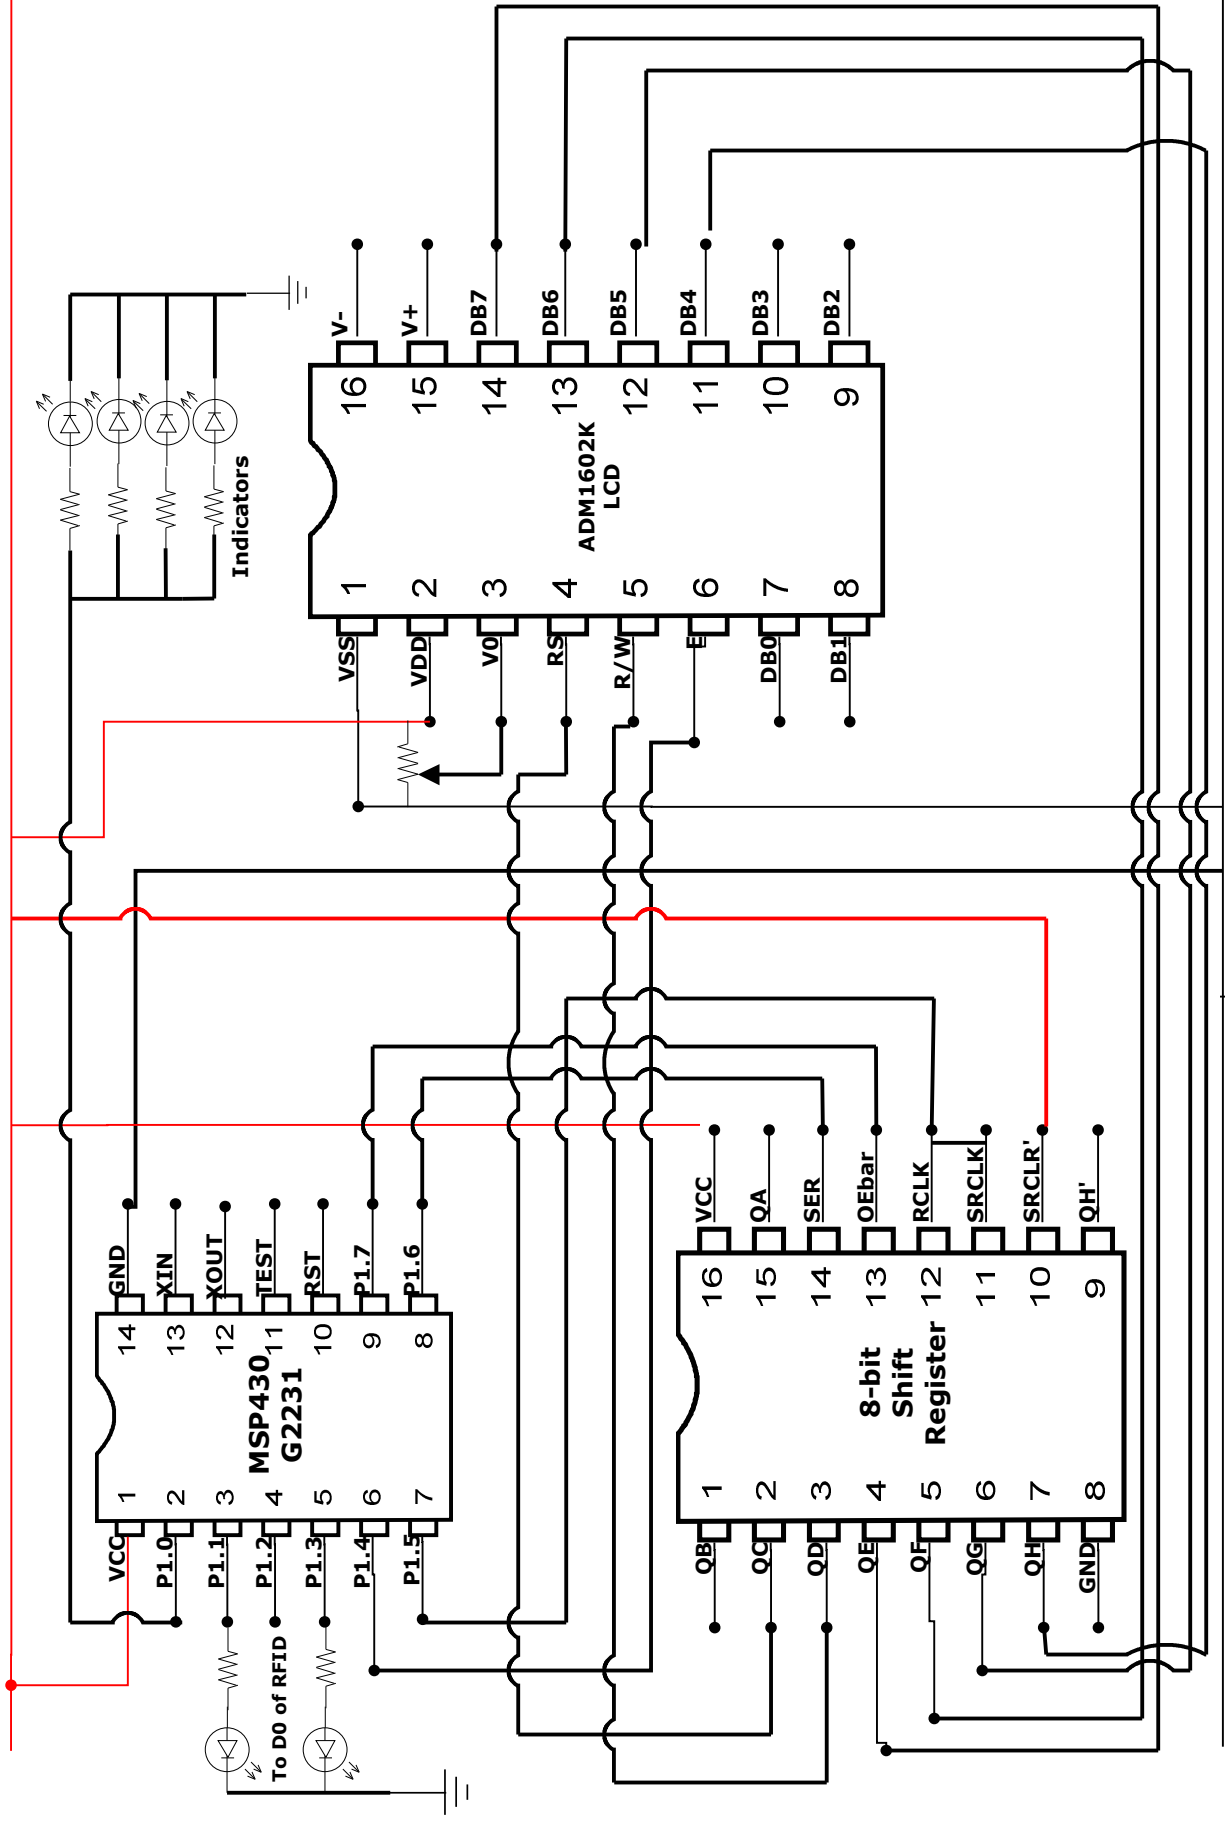 V-
V+
DB7
DB6
DB5
DB4
DB3
DB2
16
15
14
13
12
11
10
9
ADM1602K
LCD
Indicators
1
2
3
4
5
6
7
8
VSS
VDD
V0
RS
R/W
E
DB0
DB1
GND
XIN
XOUT
TEST
RST
P1.7
P1.6
14
13
12
11
10
9
8
MSP430
G2231
1
2
3
4
5
6
7
VCC
P1.0
P1.1
P1.2
P1.3
P1.4
P1.5
To D0 of RFID
VCC
QA
SER
OEbar
RCLK
SRCLK
SRCLR'
QH'
16
15
14
13
12
11
10
9
8-bit
Shift
Register
1
2
3
4
5
6
7
8
QB
QC
QD
QE
QF
QG
QH
GND